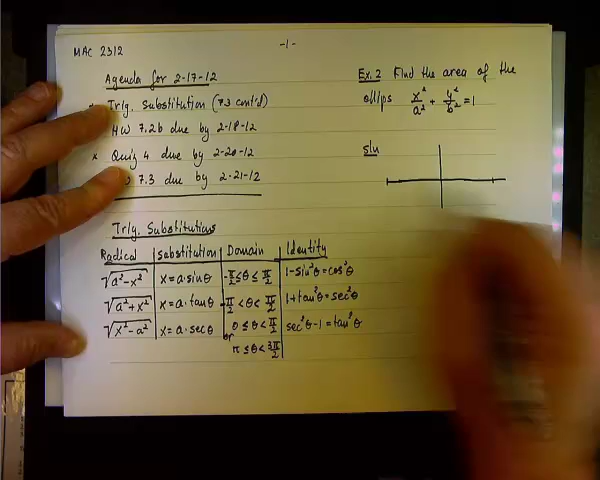 MAC 2312
-1-
Agenda for 2-17-12
Trig. Substitution (7.3 cont'd)
HW 7.2b due by 2-18-12
* Quiz 4 due by 2-20-12
7.3 due by 2-21-12
Trig. Substitutions
Radical | Substitution | Domain | Identity
√(a²-x²) | x = a·sinθ | -π/2 ≤ θ ≤ π/2 | 1-sin²θ = cos²θ
√(a²+x²) | x = a·tanθ | -π/2 < θ < π/2 | 1+tan²θ = sec²θ
√(x²-a²) | x = a·secθ | 0 ≤ θ < π/2 | sec²θ-1 = tan²θ
or
π ≤ θ < 3π/2
Ex. 2 Find the area of the
ellips x²/a² + y²/b² = 1
sln